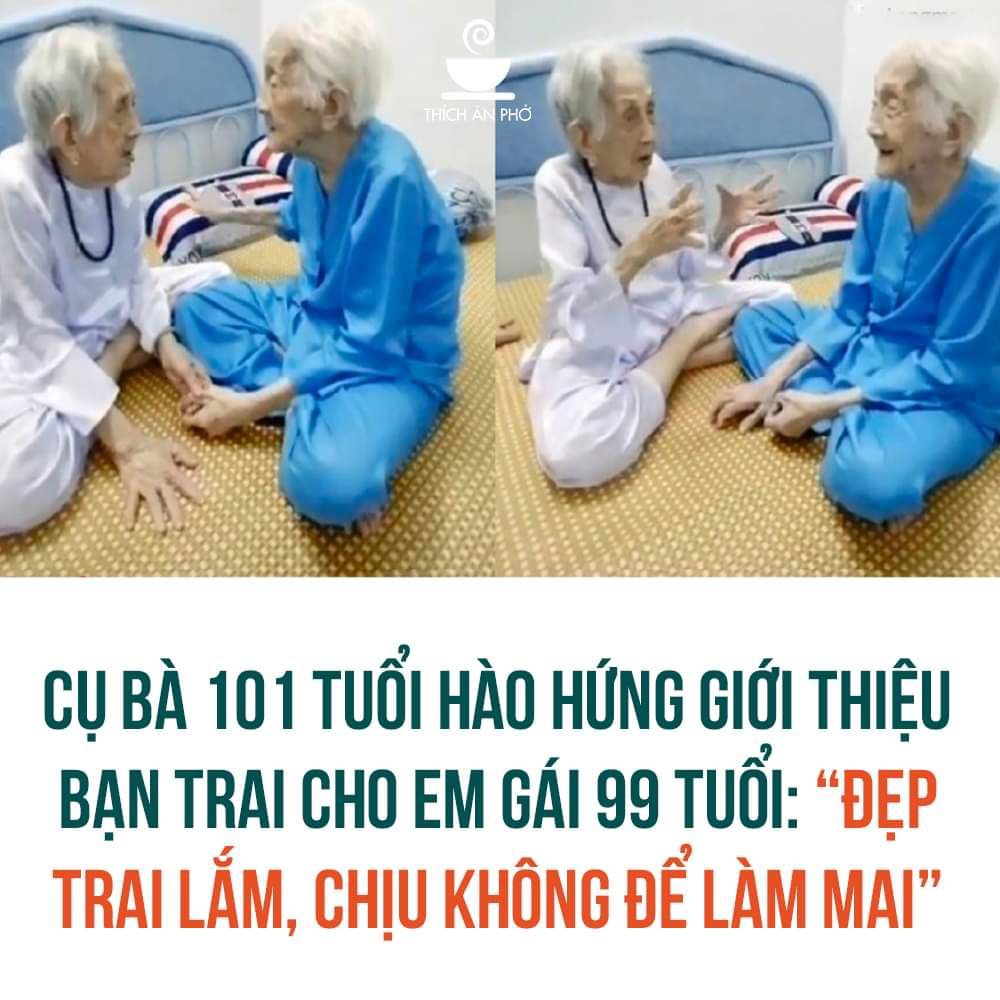 THÍCH ĂN PHỞ
CỤ BÀ 101 TUỔI HÀO HỨNG GIỚI THIỆU
BẠN TRAI CHO EM GÁI 99 TUỔI: “ĐẸP
TRAI LẮM, CHỊU KHÔNG ĐỂ LÀM MAI”